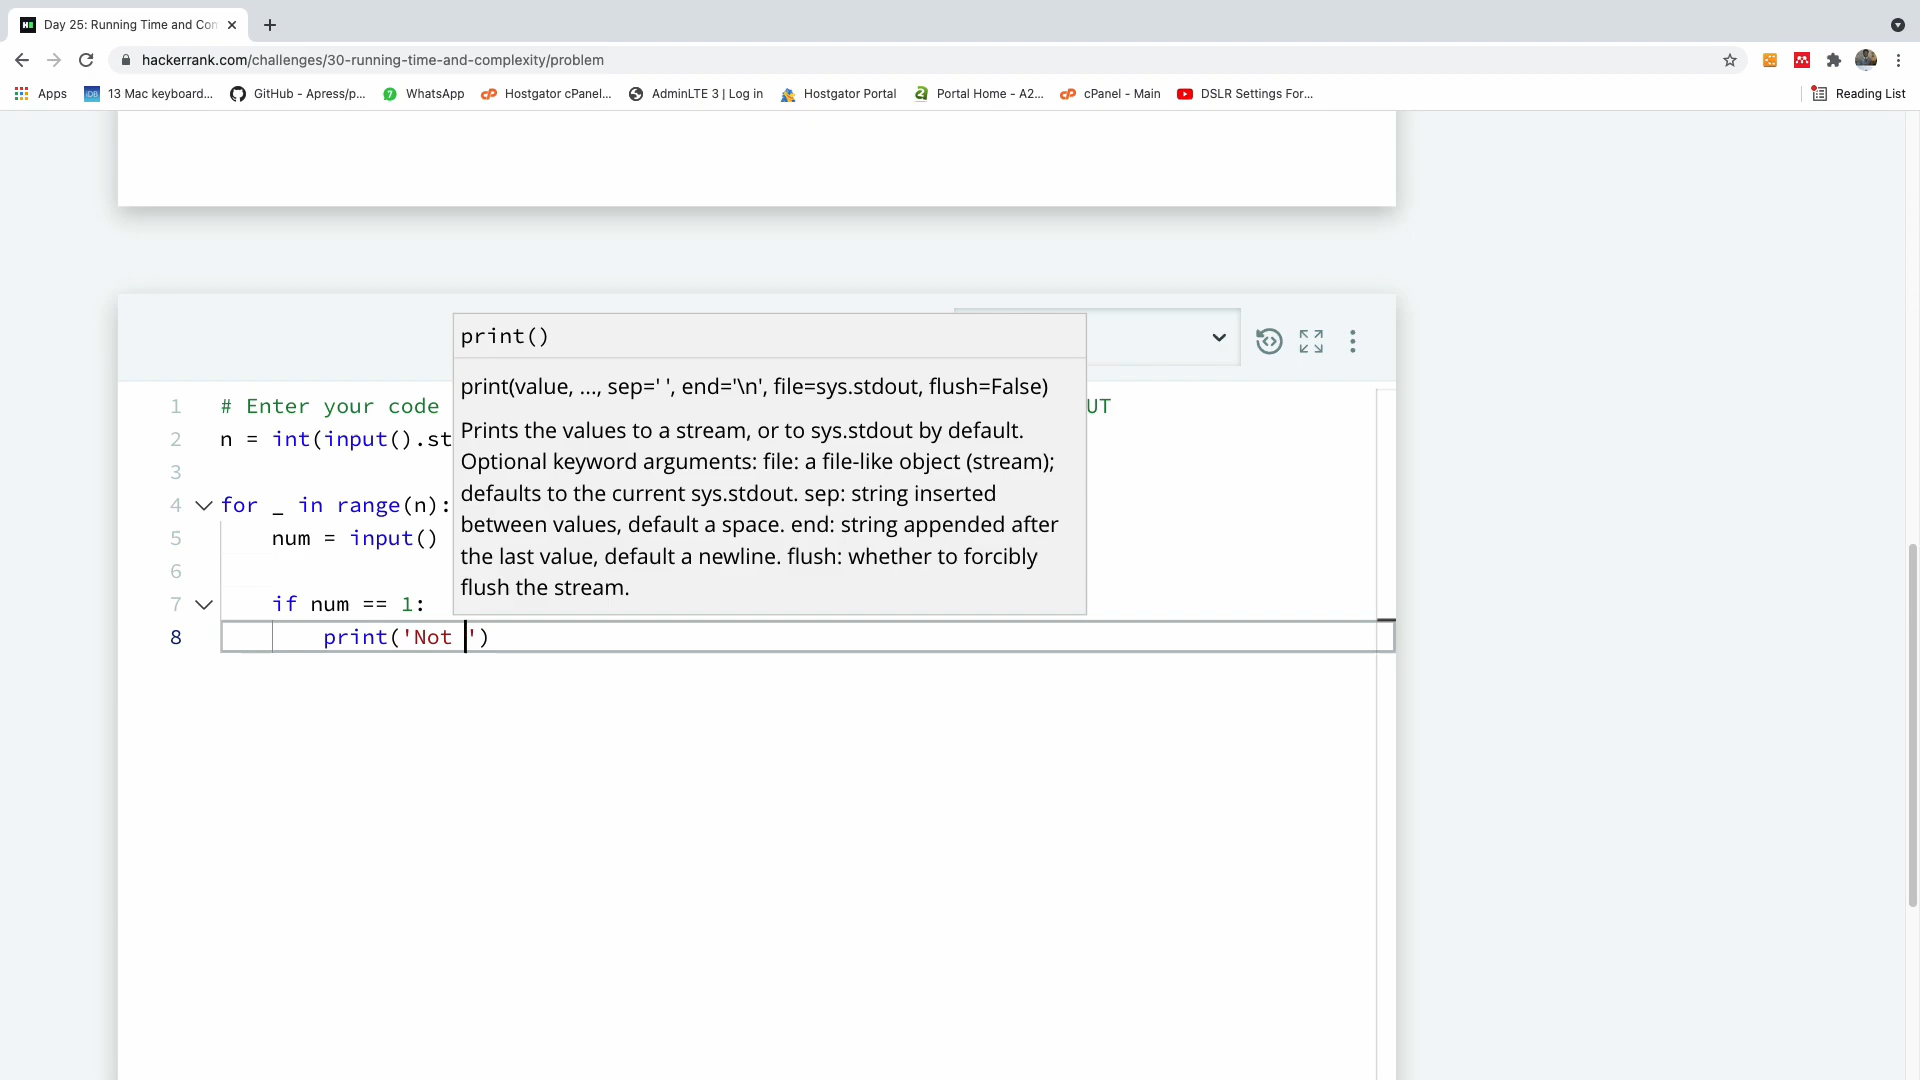 Day 25: Running Time and Con
hackerrank.com/challenges/30-running-time-and-complexity/problem
Apps
13 Mac keyboard...
GitHub - Apress/p...
WhatsApp
Hostgator cPanel...
AdminLTE 3 | Log in
Hostgator Portal
Portal Home - A2...
cPanel - Main
DSLR Settings For...
Reading List
print()
print(value, ..., sep=' ', end='\n', file=sys.stdout, flush=False)
Prints the values to a stream, or to sys.stdout by default.
Optional keyword arguments: file: a file-like object (stream);
defaults to the current sys.stdout. sep: string inserted
between values, default a space. end: string appended after
the last value, default a newline. flush: whether to forcibly
flush the stream.
1 # Enter your code UT
2 n = int(input().st
3
4 for _ in range(n):
5 num = input()
6
7 if num == 1:
8 print('Not ')